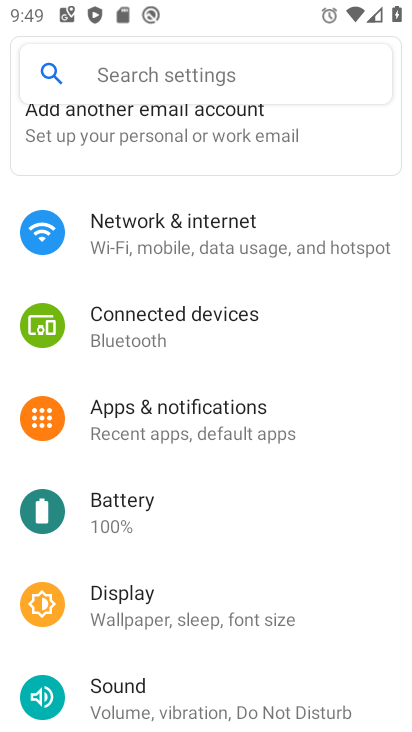 9:49
Search settings
Add another email account
Set up your personal or work email
Network & internet
Wi-Fi, mobile, data usage, and hotspot
Connected devices
Bluetooth
Apps & notifications
Recent apps, default apps
Battery
100%
Display
Wallpaper, sleep, font size
Sound
Volume, vibration, Do Not Disturb